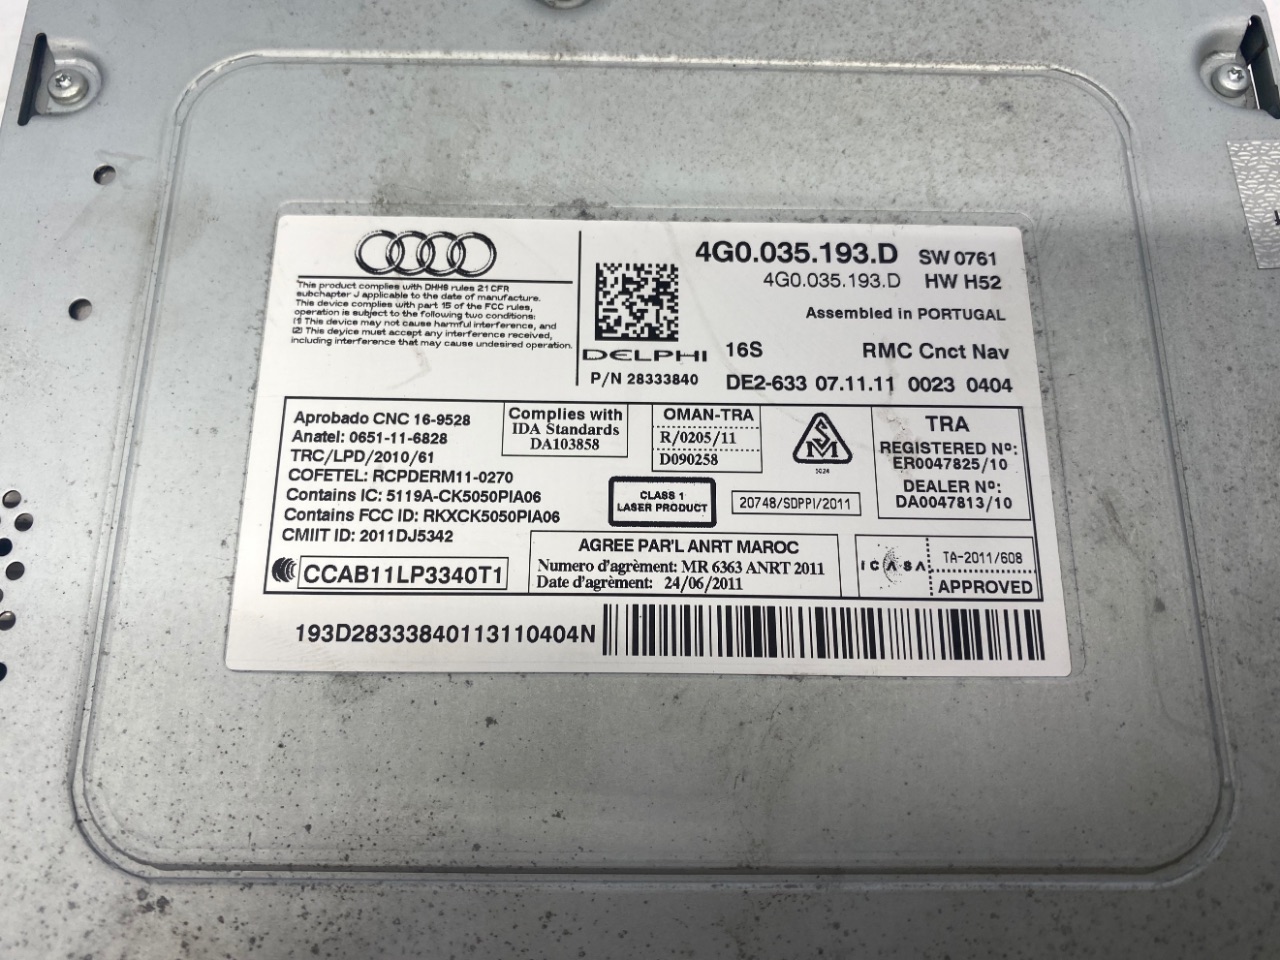 This product complies with DHHS rules 21 CFR
subchapter J applicable to the date of manufacture.
This device complies with part 15 of the FCC rules,
operation is subject to the following two conditions:
(1) This device may not cause harmful interference, and
(2) This device must accept any interference received,
including interference that may cause undesired operation.
4G0.035.193.D SW 0761
4G0.035.193.D HW H52
Assembled in PORTUGAL
DELPHI 16S RMC Cnct Nav
P/N 28333840 DE2-633 07.11.11 0023 0404
Aprobado CNC 16-9528
Anatel: 0651-11-6828
TRC/LPD/2010/61
COFETEL: RCPDERM11-0270
Contains IC: 5119A-CK5050PIA06
Contains FCC ID: RKXCK5050PIA06
CMIIT ID: 2011DJ5342
CCAB11LP3340T1
Complies with
IDA Standards
DA103858
OMAN-TRA
R/0205/11
D090258
TRA
REGISTERED Nº:
ER0047825/10
DEALER Nº:
DA0047813/10
CLASS 1
LASER PRODUCT
20748/SDPPI/2011
AGREE PAR'L ANRT MAROC
Numero d'agrèment: MR 6363 ANRT 2011
Date d'agrèment: 24/06/2011
ICASA
TA-2011/608
APPROVED
193D28333840113110404N